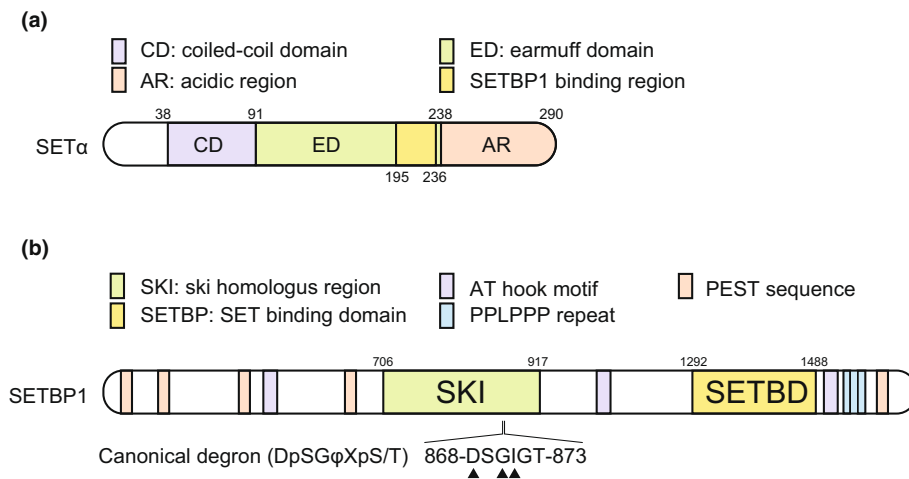 (a)
CD: coiled-coil domain
ED: earmuff domain
AR: acidic region
SETBP1 binding region
38 91 238 290
SETα CD ED AR
195 236
(b)
SKI: ski homologus region
AT hook motif
PEST sequence
SETBP: SET binding domain
PPLPPP repeat
706 917 1292 1488
SETBP1 SKI SETBD
Canonical degron (DpSGφXpS/T) 868-DSGIGT-873